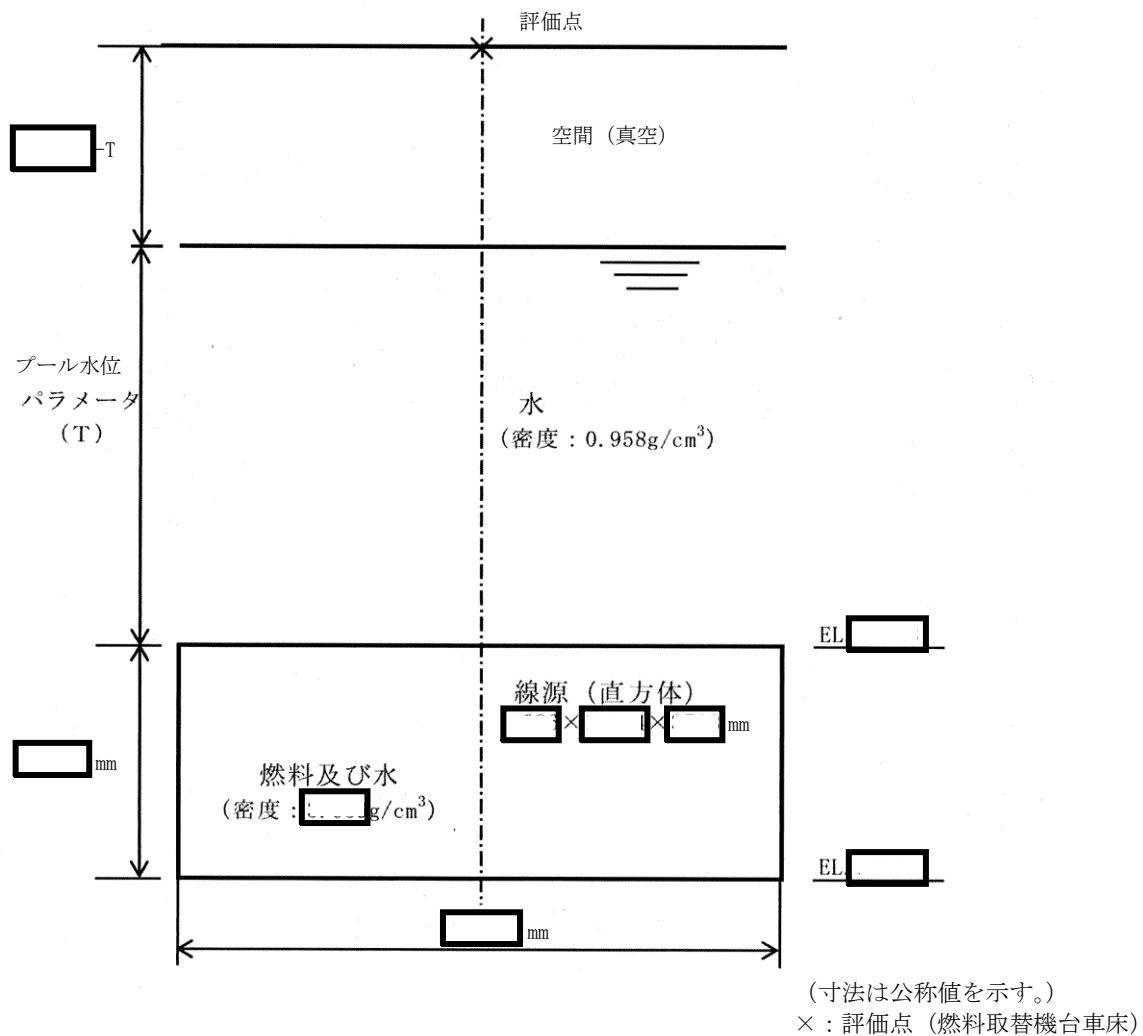 評価点
空間（真空）
-T
プール水位
パラメータ
（T）
水
(密度：0.958g/cm³)
EL
線源（直方体）
× × mm
mm
燃料及び水
(密度： g/cm³)
EL
mm
（寸法は公称値を示す。）
×：評価点（燃料取替機台車床）